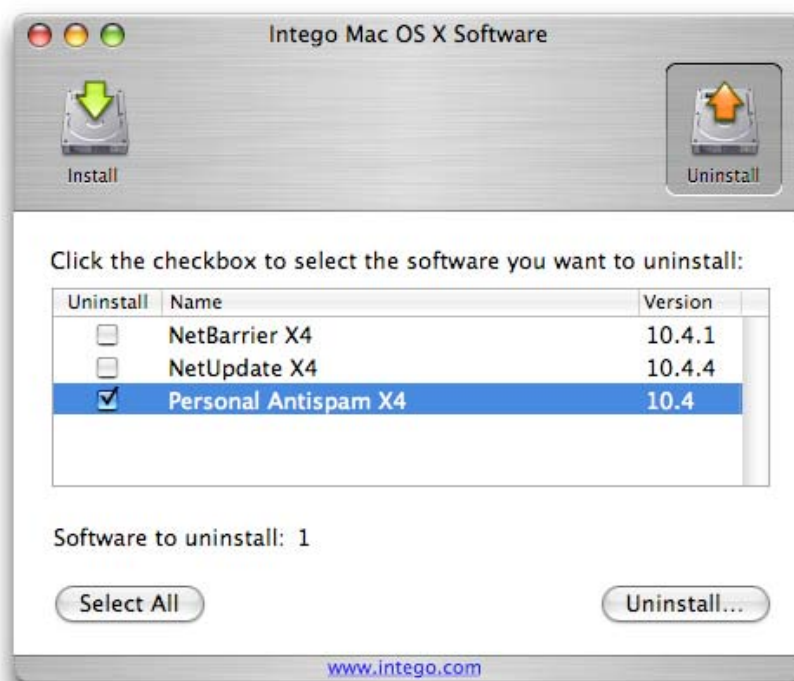 Intego Mac OS X Software
Install
Uninstall
Click the checkbox to select the software you want to uninstall:
Uninstall Name Version
NetBarrier X4 10.4.1
NetUpdate X4 10.4.4
Personal Antispam X4 10.4
Software to uninstall: 1
Select All
Uninstall...
www.intego.com